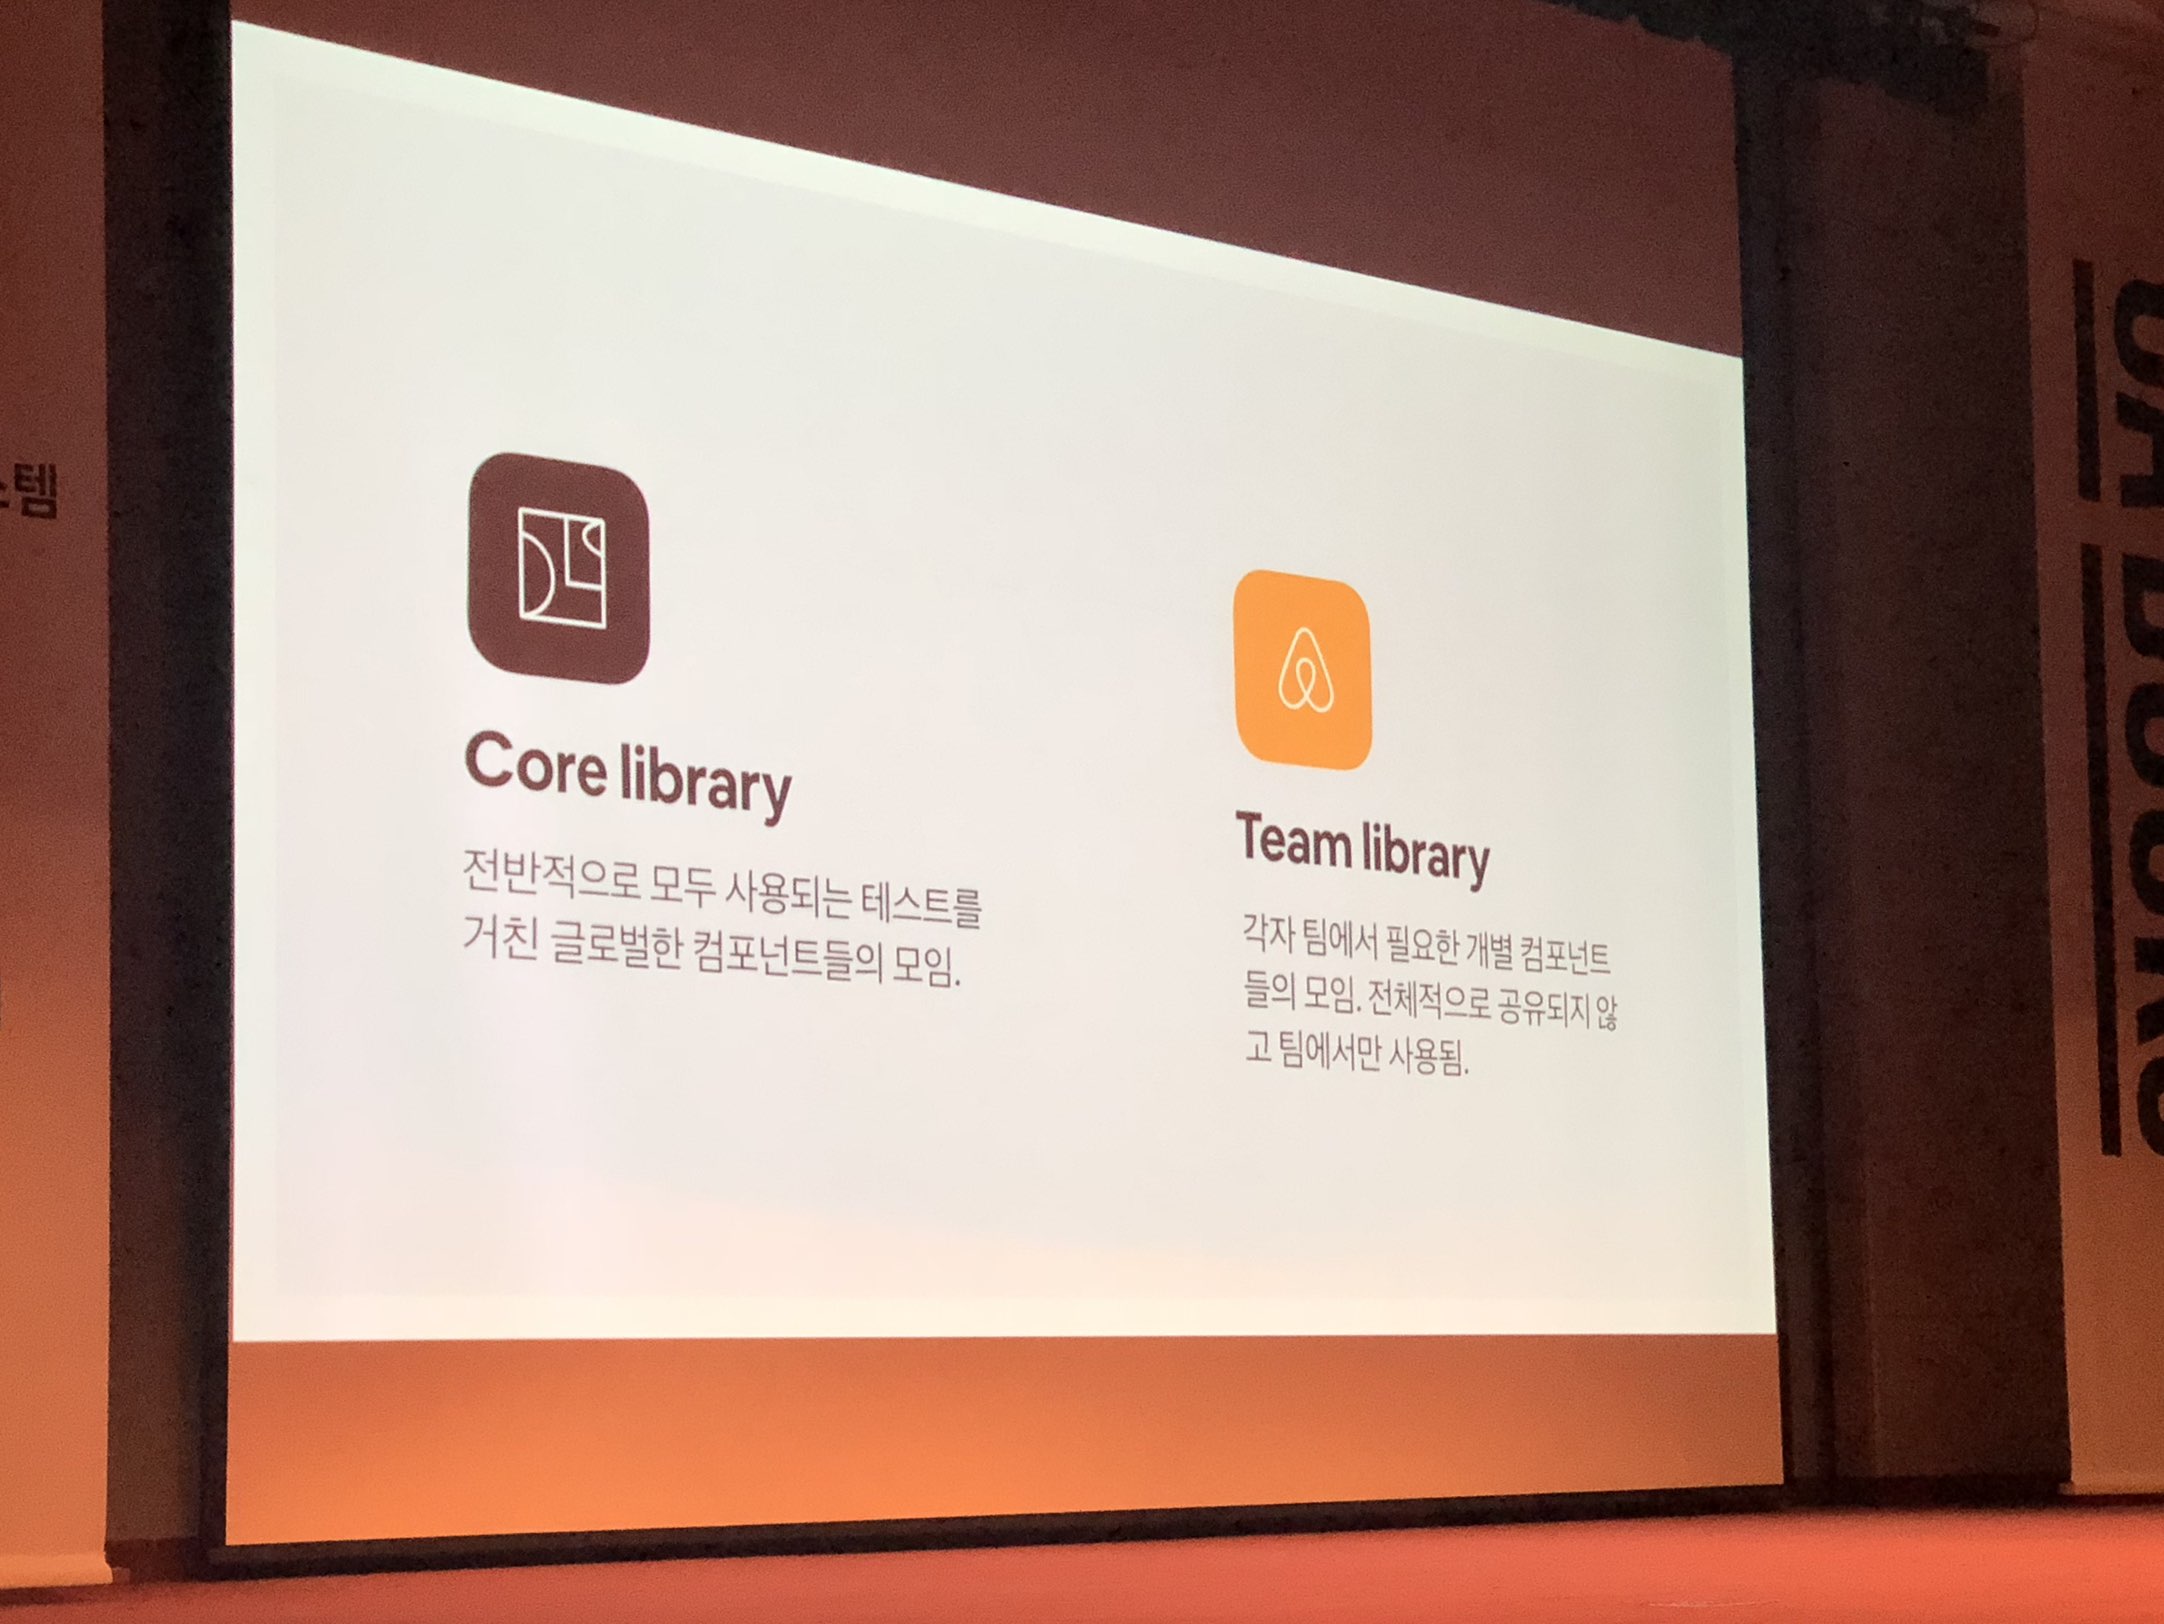 Core library
전반적으로 모두 사용되는 테스트를
거친 글로벌한 컴포넌트들의 모임.
Team library
각자 팀에서 필요한 개별 컴포넌트
들의 모임. 전체적으로 공유되지 않
고 팀에서만 사용됨.